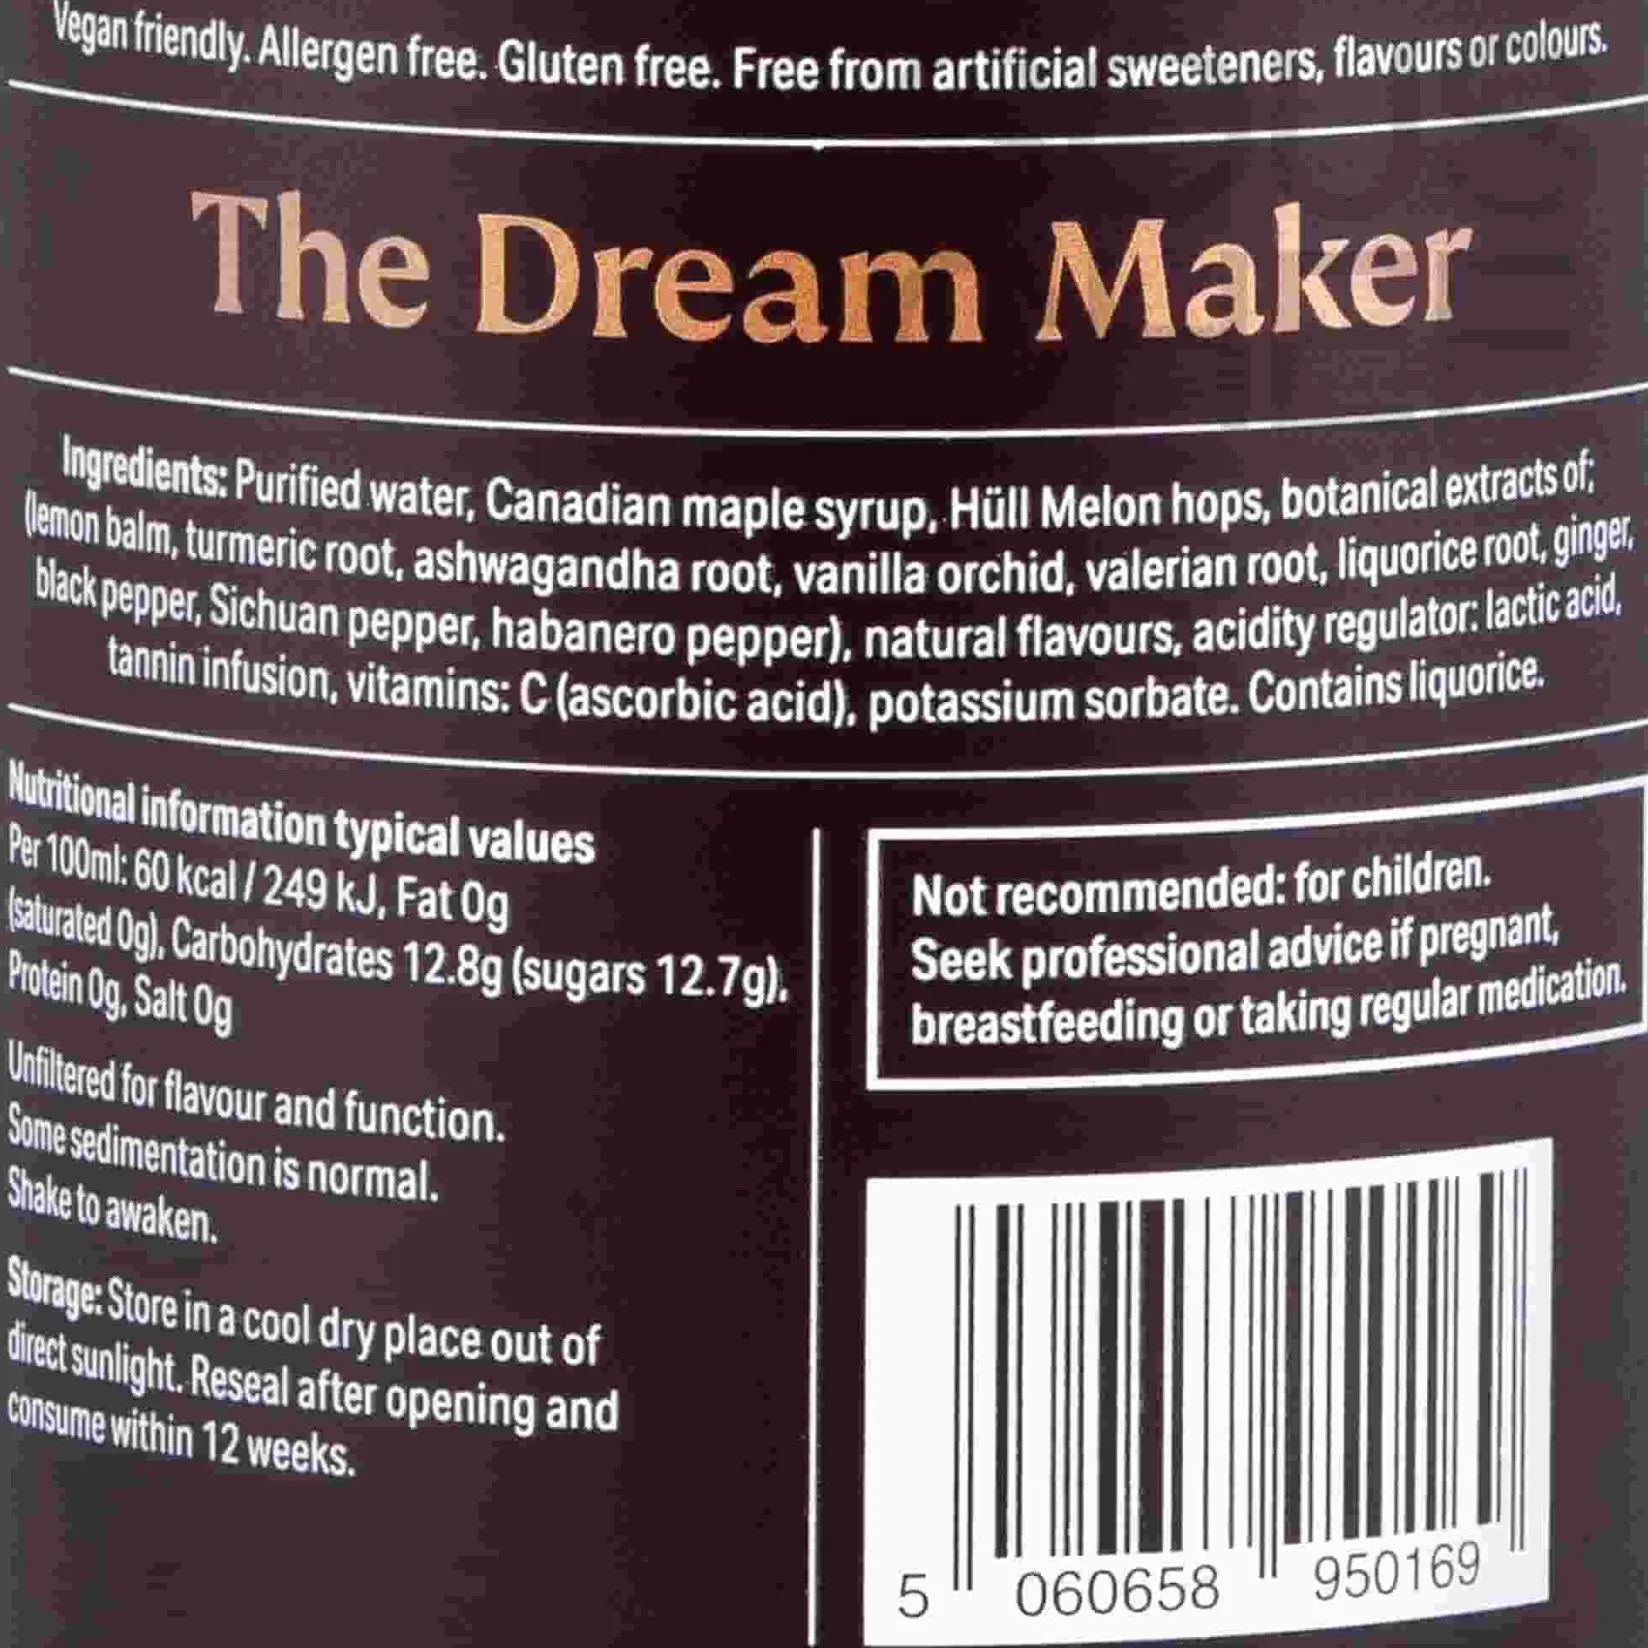 Vegan friendly. Allergen free. Gluten free. Free from artificial sweeteners, flavours or colours.
The Dream Maker
Ingredients: Purified water, Canadian maple syrup, Hüll Melon hops, botanical extracts of;
(lemon balm, turmeric root, ashwagandha root, vanilla orchid, valerian root, liquorice root, ginger,
black pepper, Sichuan pepper, habanero pepper), natural flavours, acidity regulator: lactic acid,
tannin infusion, vitamins: C (ascorbic acid), potassium sorbate. Contains liquorice.
Nutritional information typical values
Per 100ml: 60 kcal / 249 kJ, Fat 0g
(saturated 0g), Carbohydrates 12.8g (sugars 12.7g),
Protein 0g, Salt 0g
Unfiltered for flavour and function.
Some sedimentation is normal.
Shake to awaken.
Storage: Store in a cool dry place out of
direct sunlight. Reseal after opening and
consume within 12 weeks.
Not recommended: for children.
Seek professional advice if pregnant,
breastfeeding or taking regular medication.
5 060658 950169